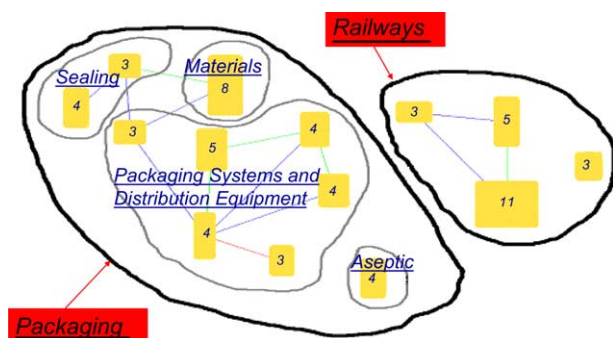 Railways
3
Sealing
Materials
4
8
3
5
4
3
5
3
Packaging Systems and
Distribution Equipment
4
11
4
3
Aseptic
4
Packaging